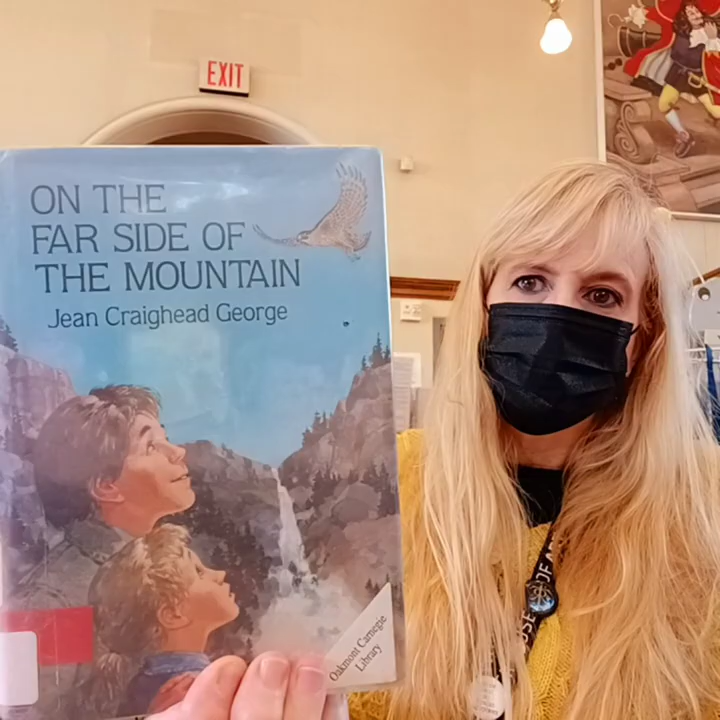 EXIT
ON THE
FAR SIDE OF
THE MOUNTAIN
Jean Craighead George
Oakmont Carnegie
Library